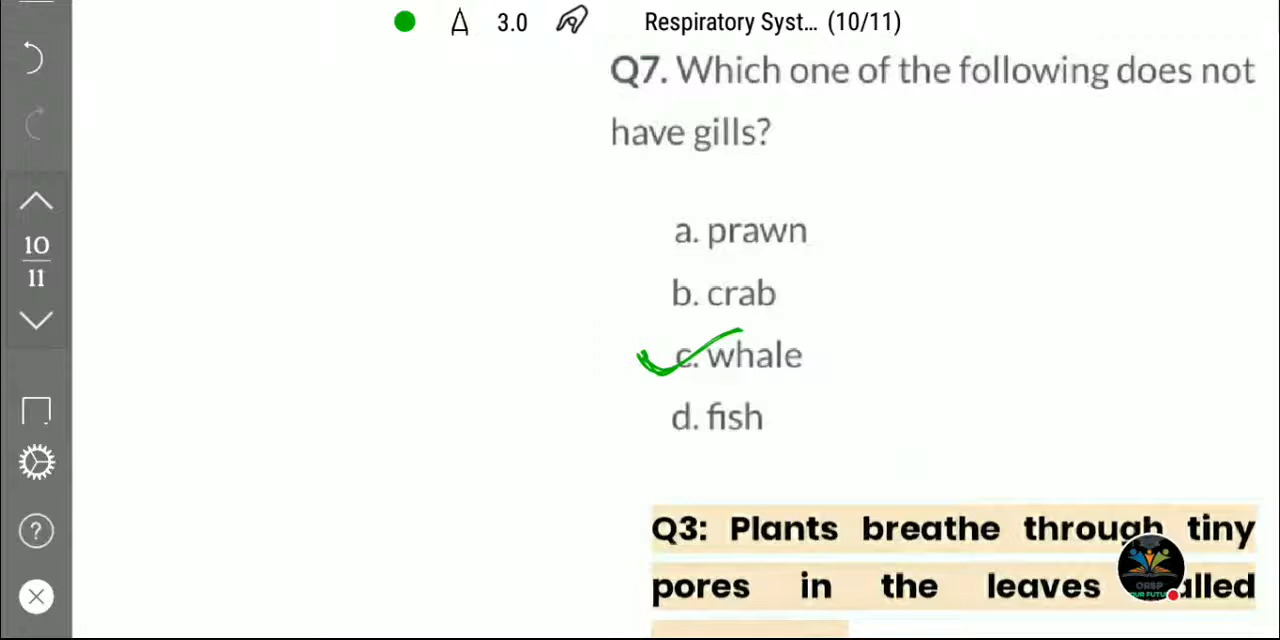 3.0 Respiratory Syst... (10/11)
Q7. Which one of the following does not
have gills?
10
11
a. prawn
b. crab
c. whale
d. fish
?
Q3: Plants breathe through tiny
pores in the leaves
ORSP